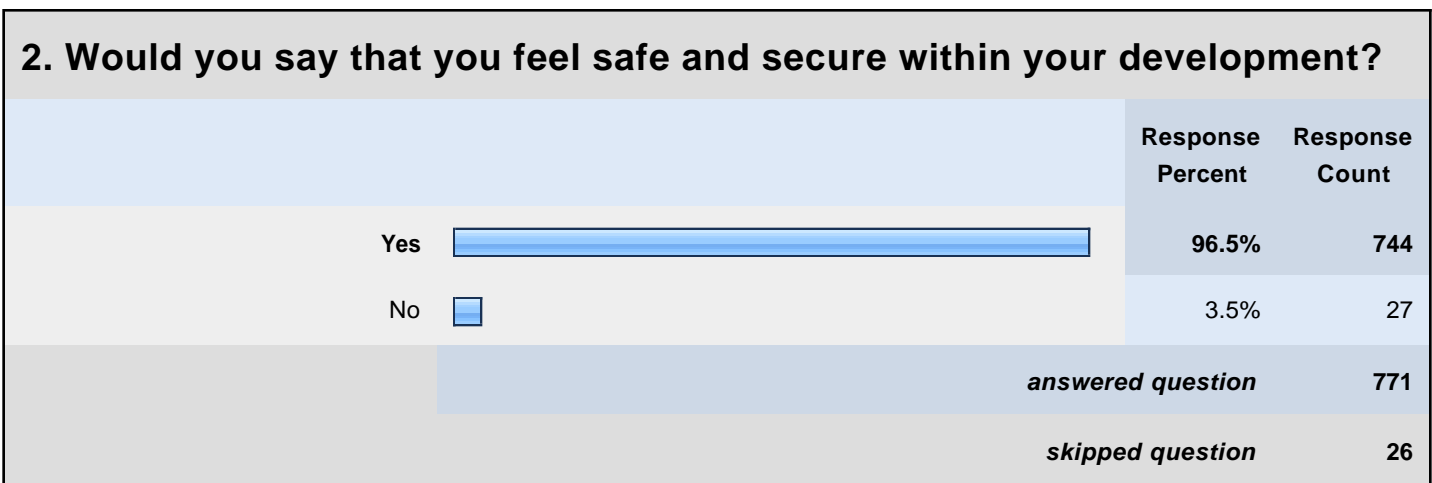 2. Would you say that you feel safe and secure within your development?
Response Percent Response Count
Yes 96.5% 744
No 3.5% 27
answered question 771
skipped question 26